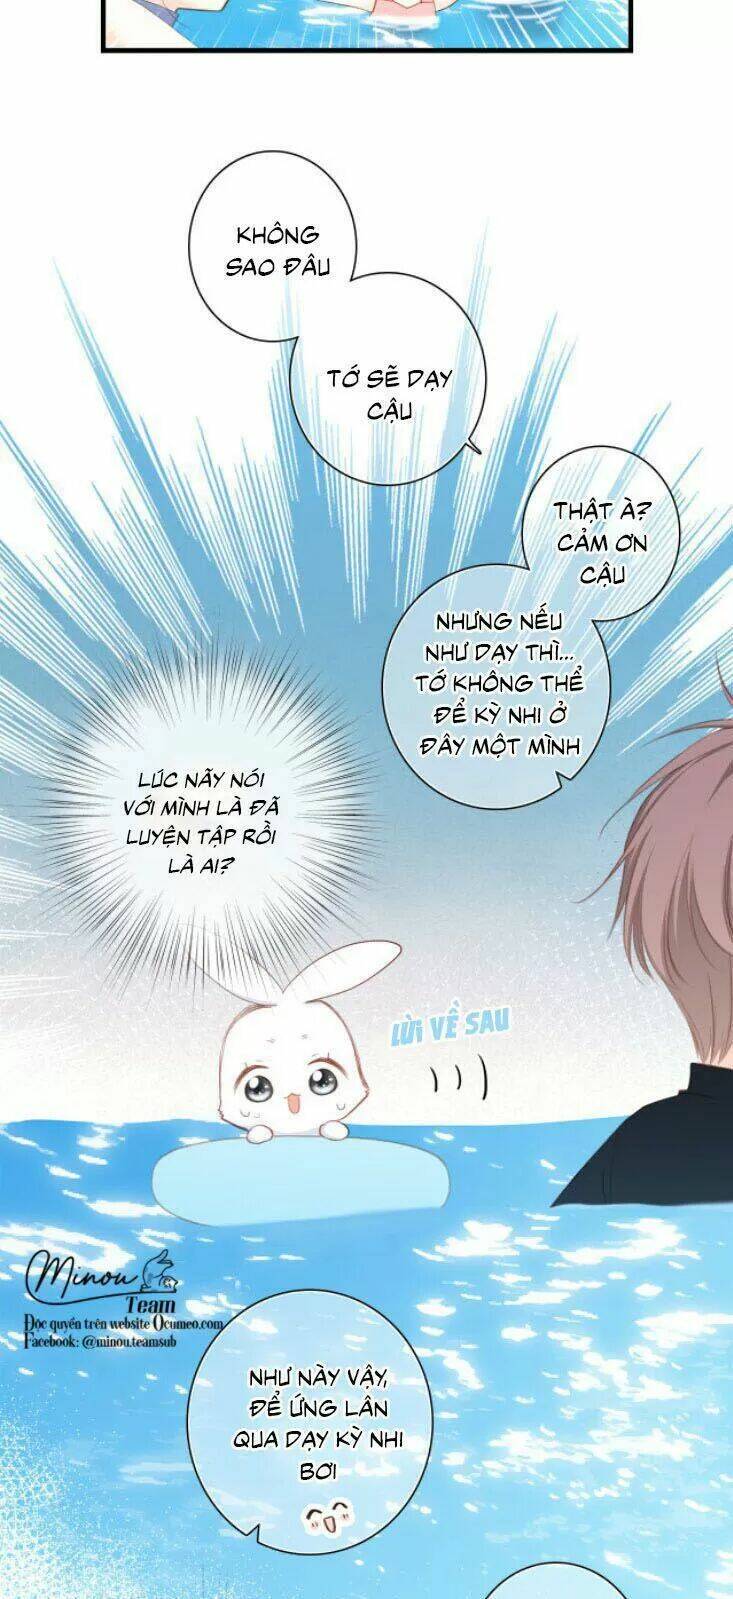 KHÔNG
SAO ĐÂU
TỚ SẼ DẠY
CẬU
THẬT À?
CẢM ƠN
CẬU
NHƯNG NẾU
NHƯ DẠY THÌ...
TỚ KHÔNG THỂ
ĐỂ KỲ NHI Ở
ĐÂY MỘT MÌNH
LÚC NÃY NÓI
VỚI MÌNH LÀ ĐÃ
LUYỆN TẬP RỒI
LÀ AI?
LÙI VỀ SAU
Minou
Team
Độc quyền trên website Ocumeo.com
Facebook: @minou.teamsub
NHƯ NÀY VẬY,
ĐỂ ỨNG LÂN
QUA DẠY KỲ NHI
BƠI